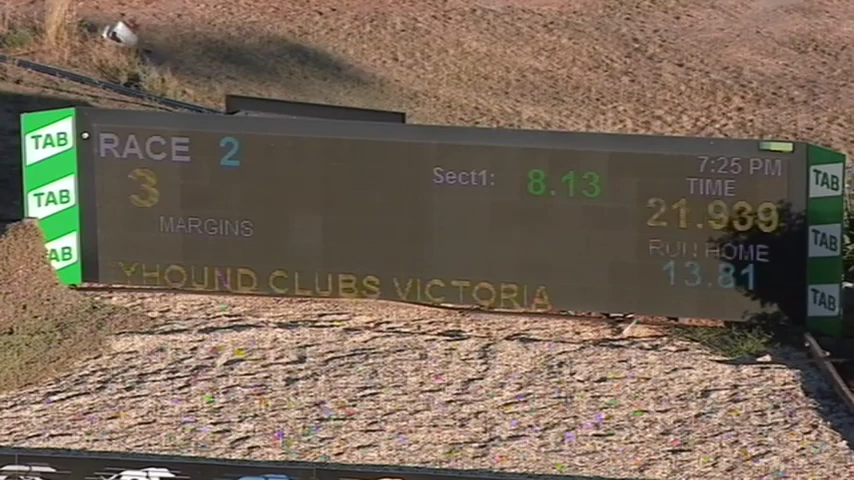 TAB
TAB
AB
RACE 2
3
MARGINS
YHOUND CLUBS VICTORIA
Sect1: 8.13
7:25 PM
TIME
21.939
RUN HOME
13.81
TAB
TAB
TAB